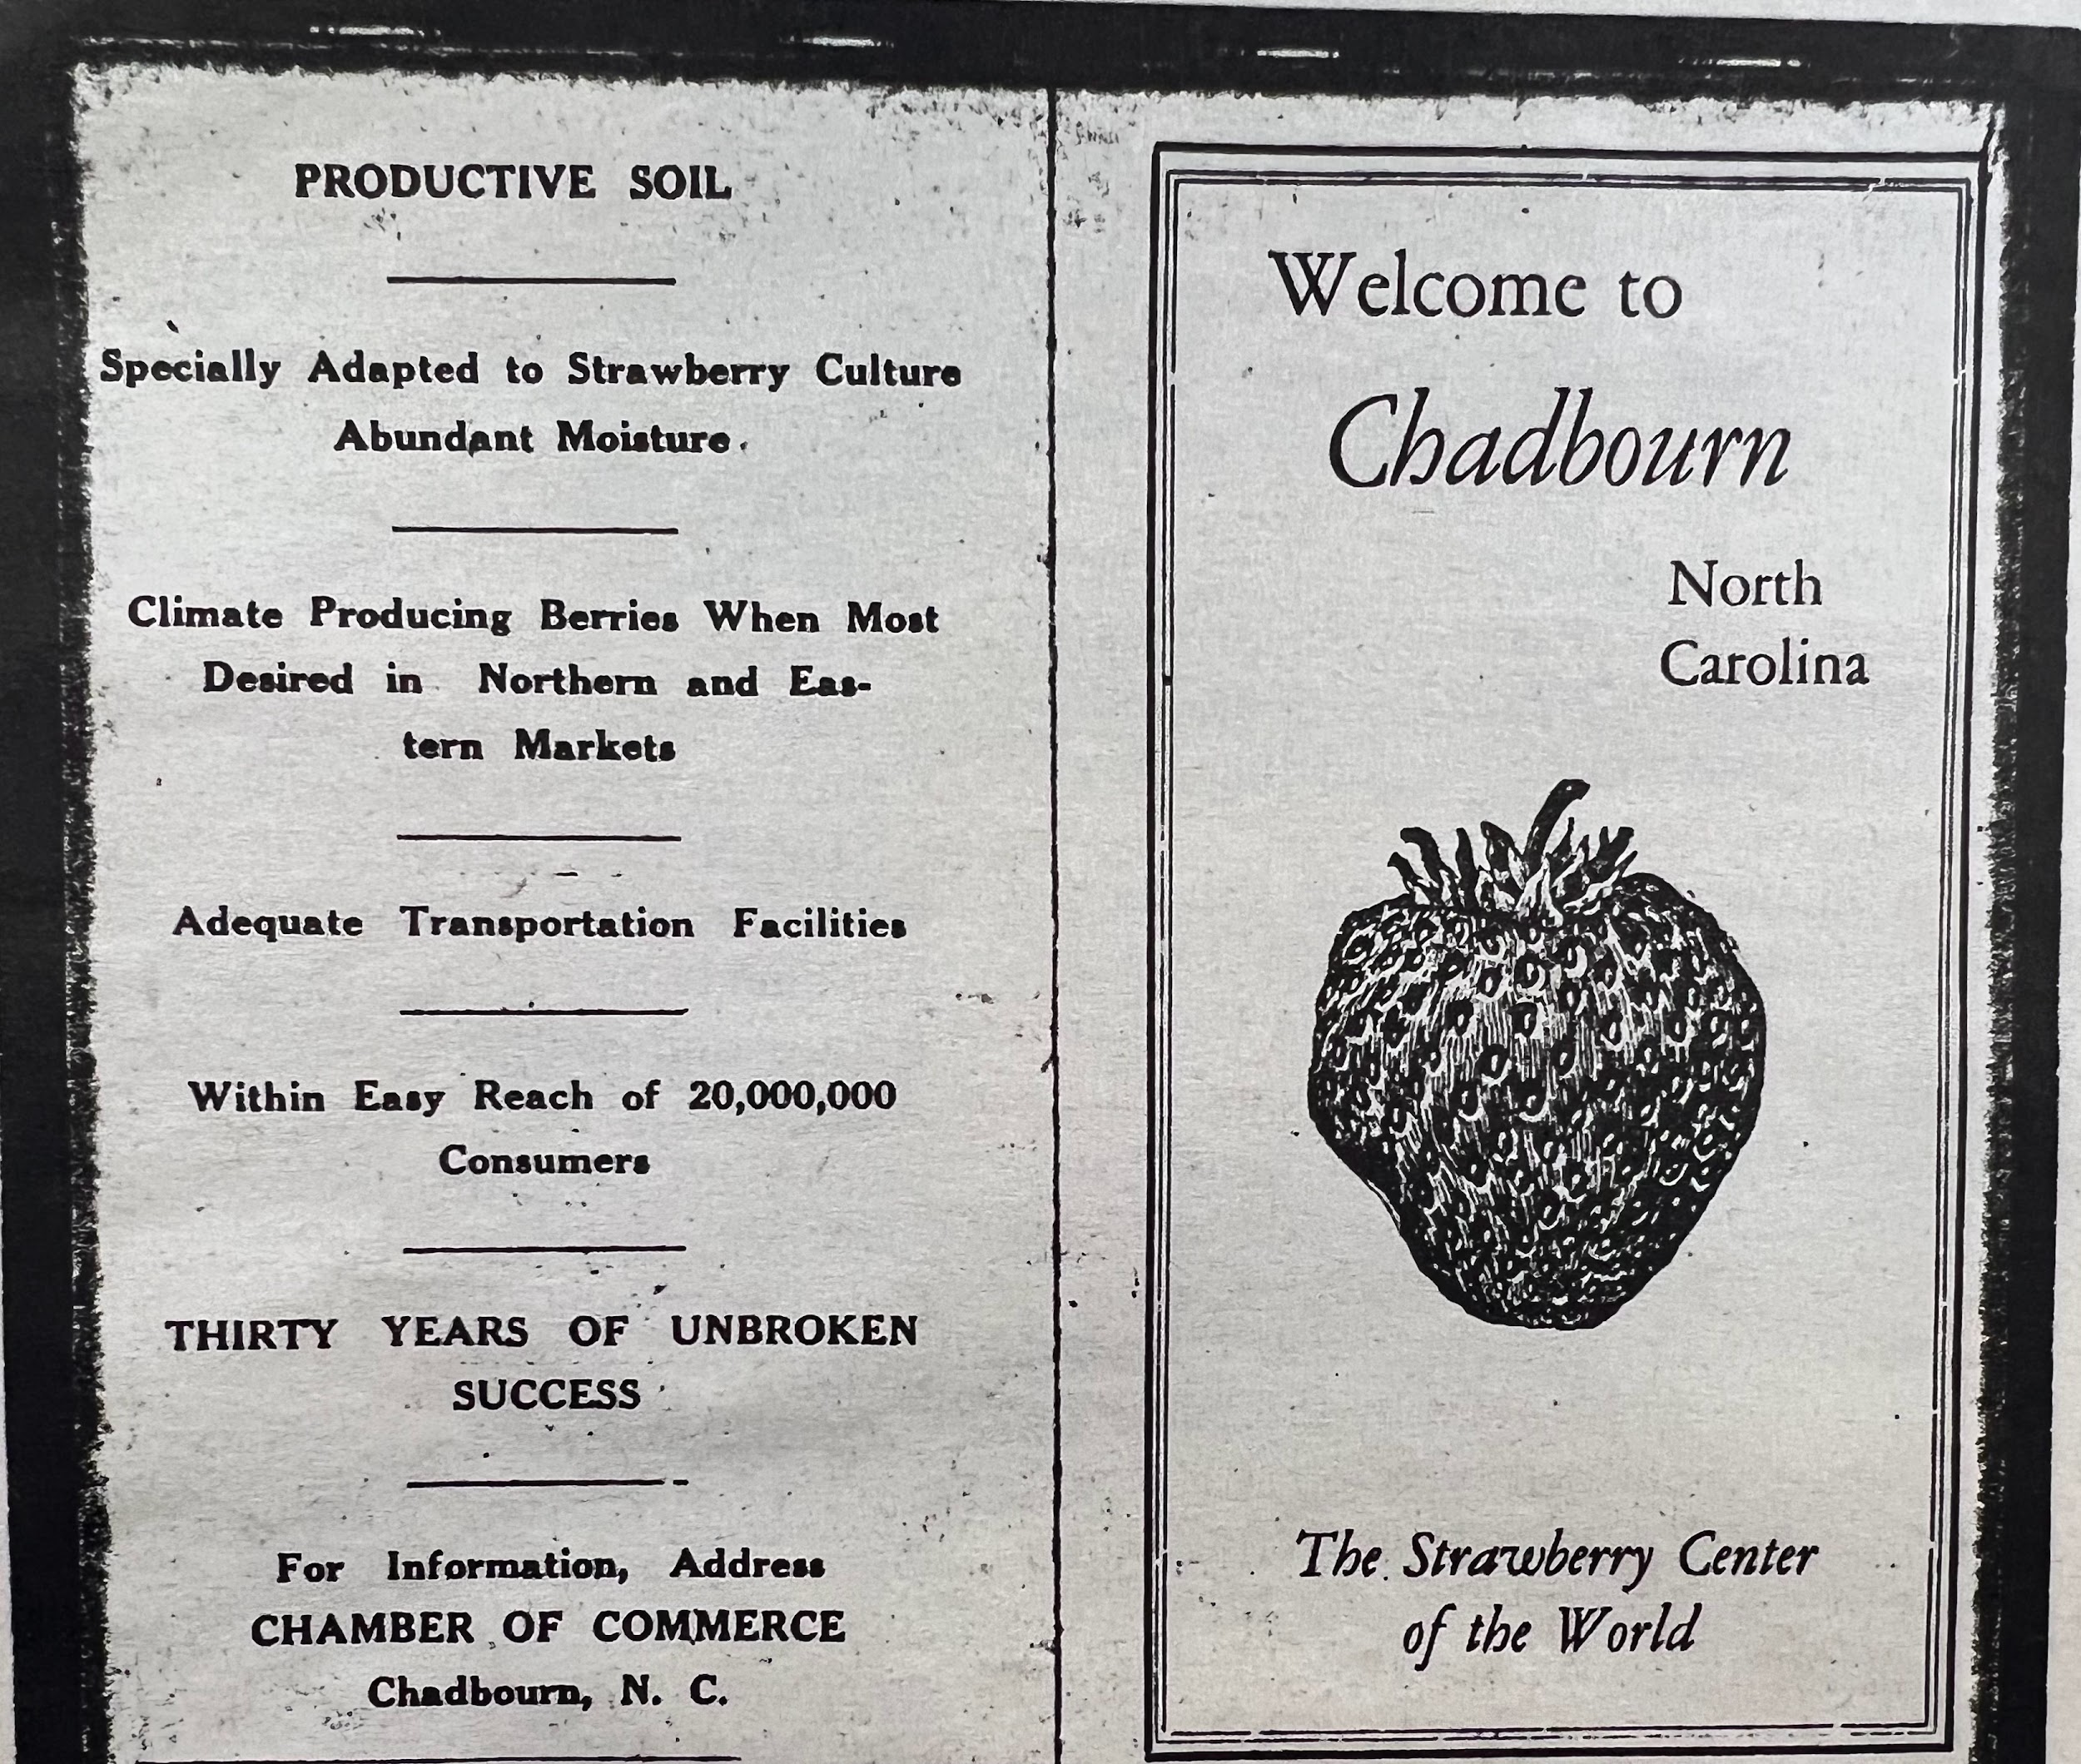 PRODUCTIVE SOIL
Specially Adapted to Strawberry Culture
Abundant Moisture.
Climate Producing Berries When Most
Desired in Northern and Eas-
tern Markets
Adequate Transportation Facilities
Within Easy Reach of 20,000,000
Consumers
THIRTY YEARS OF UNBROKEN
SUCCESS
For Information, Address
CHAMBER OF COMMERCE
Chadbourn, N. C.
Welcome to
Chadbourn
North
Carolina
The Strawberry Center
of the World